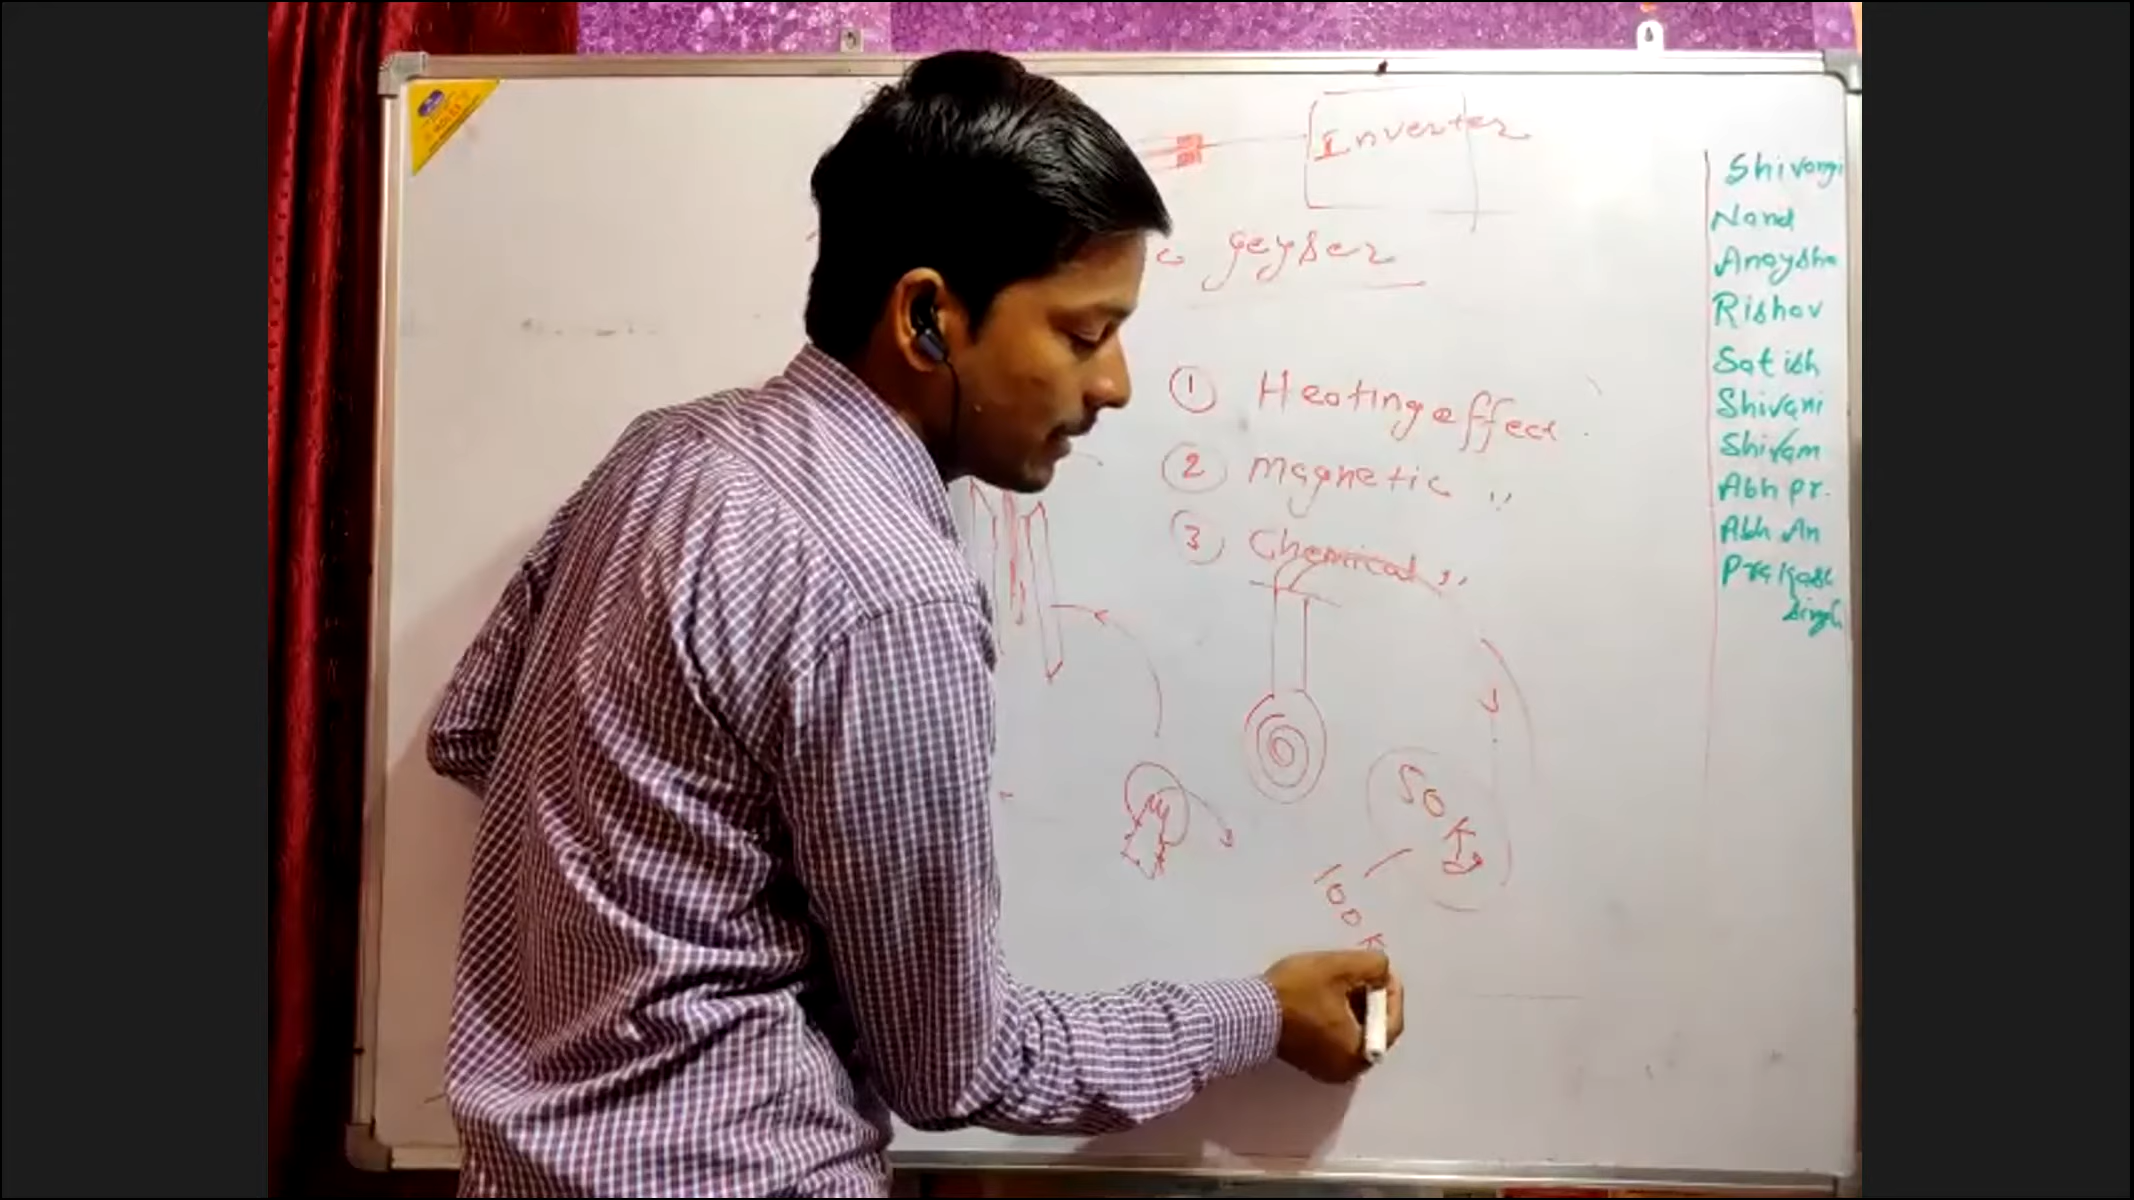 Inverter
c geyser
① Heating effect
② Magnetic ,,
③ Chemical ,,
50 Kg
100 K
Shivangi
Nand
Anaysha
Rishav
Satish
Shivani
Shivam
Abh Pr.
Abh An
Prakash
Singh